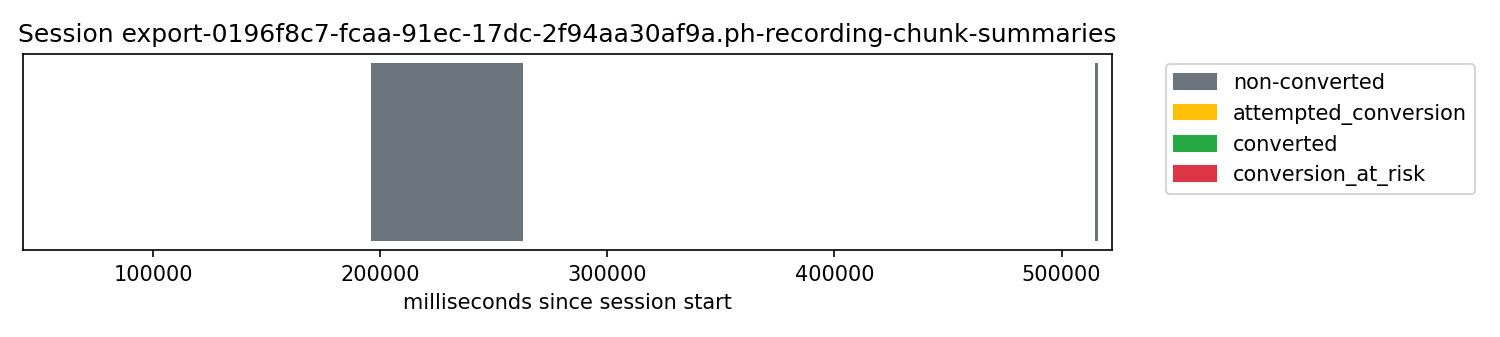 Session export-0196f8c7-fcaa-91ec-17dc-2f94aa30af9a.ph-recording-chunk-summaries
non-converted
attempted_conversion
converted
conversion_at_risk
100000 200000 300000 400000 500000
milliseconds since session start